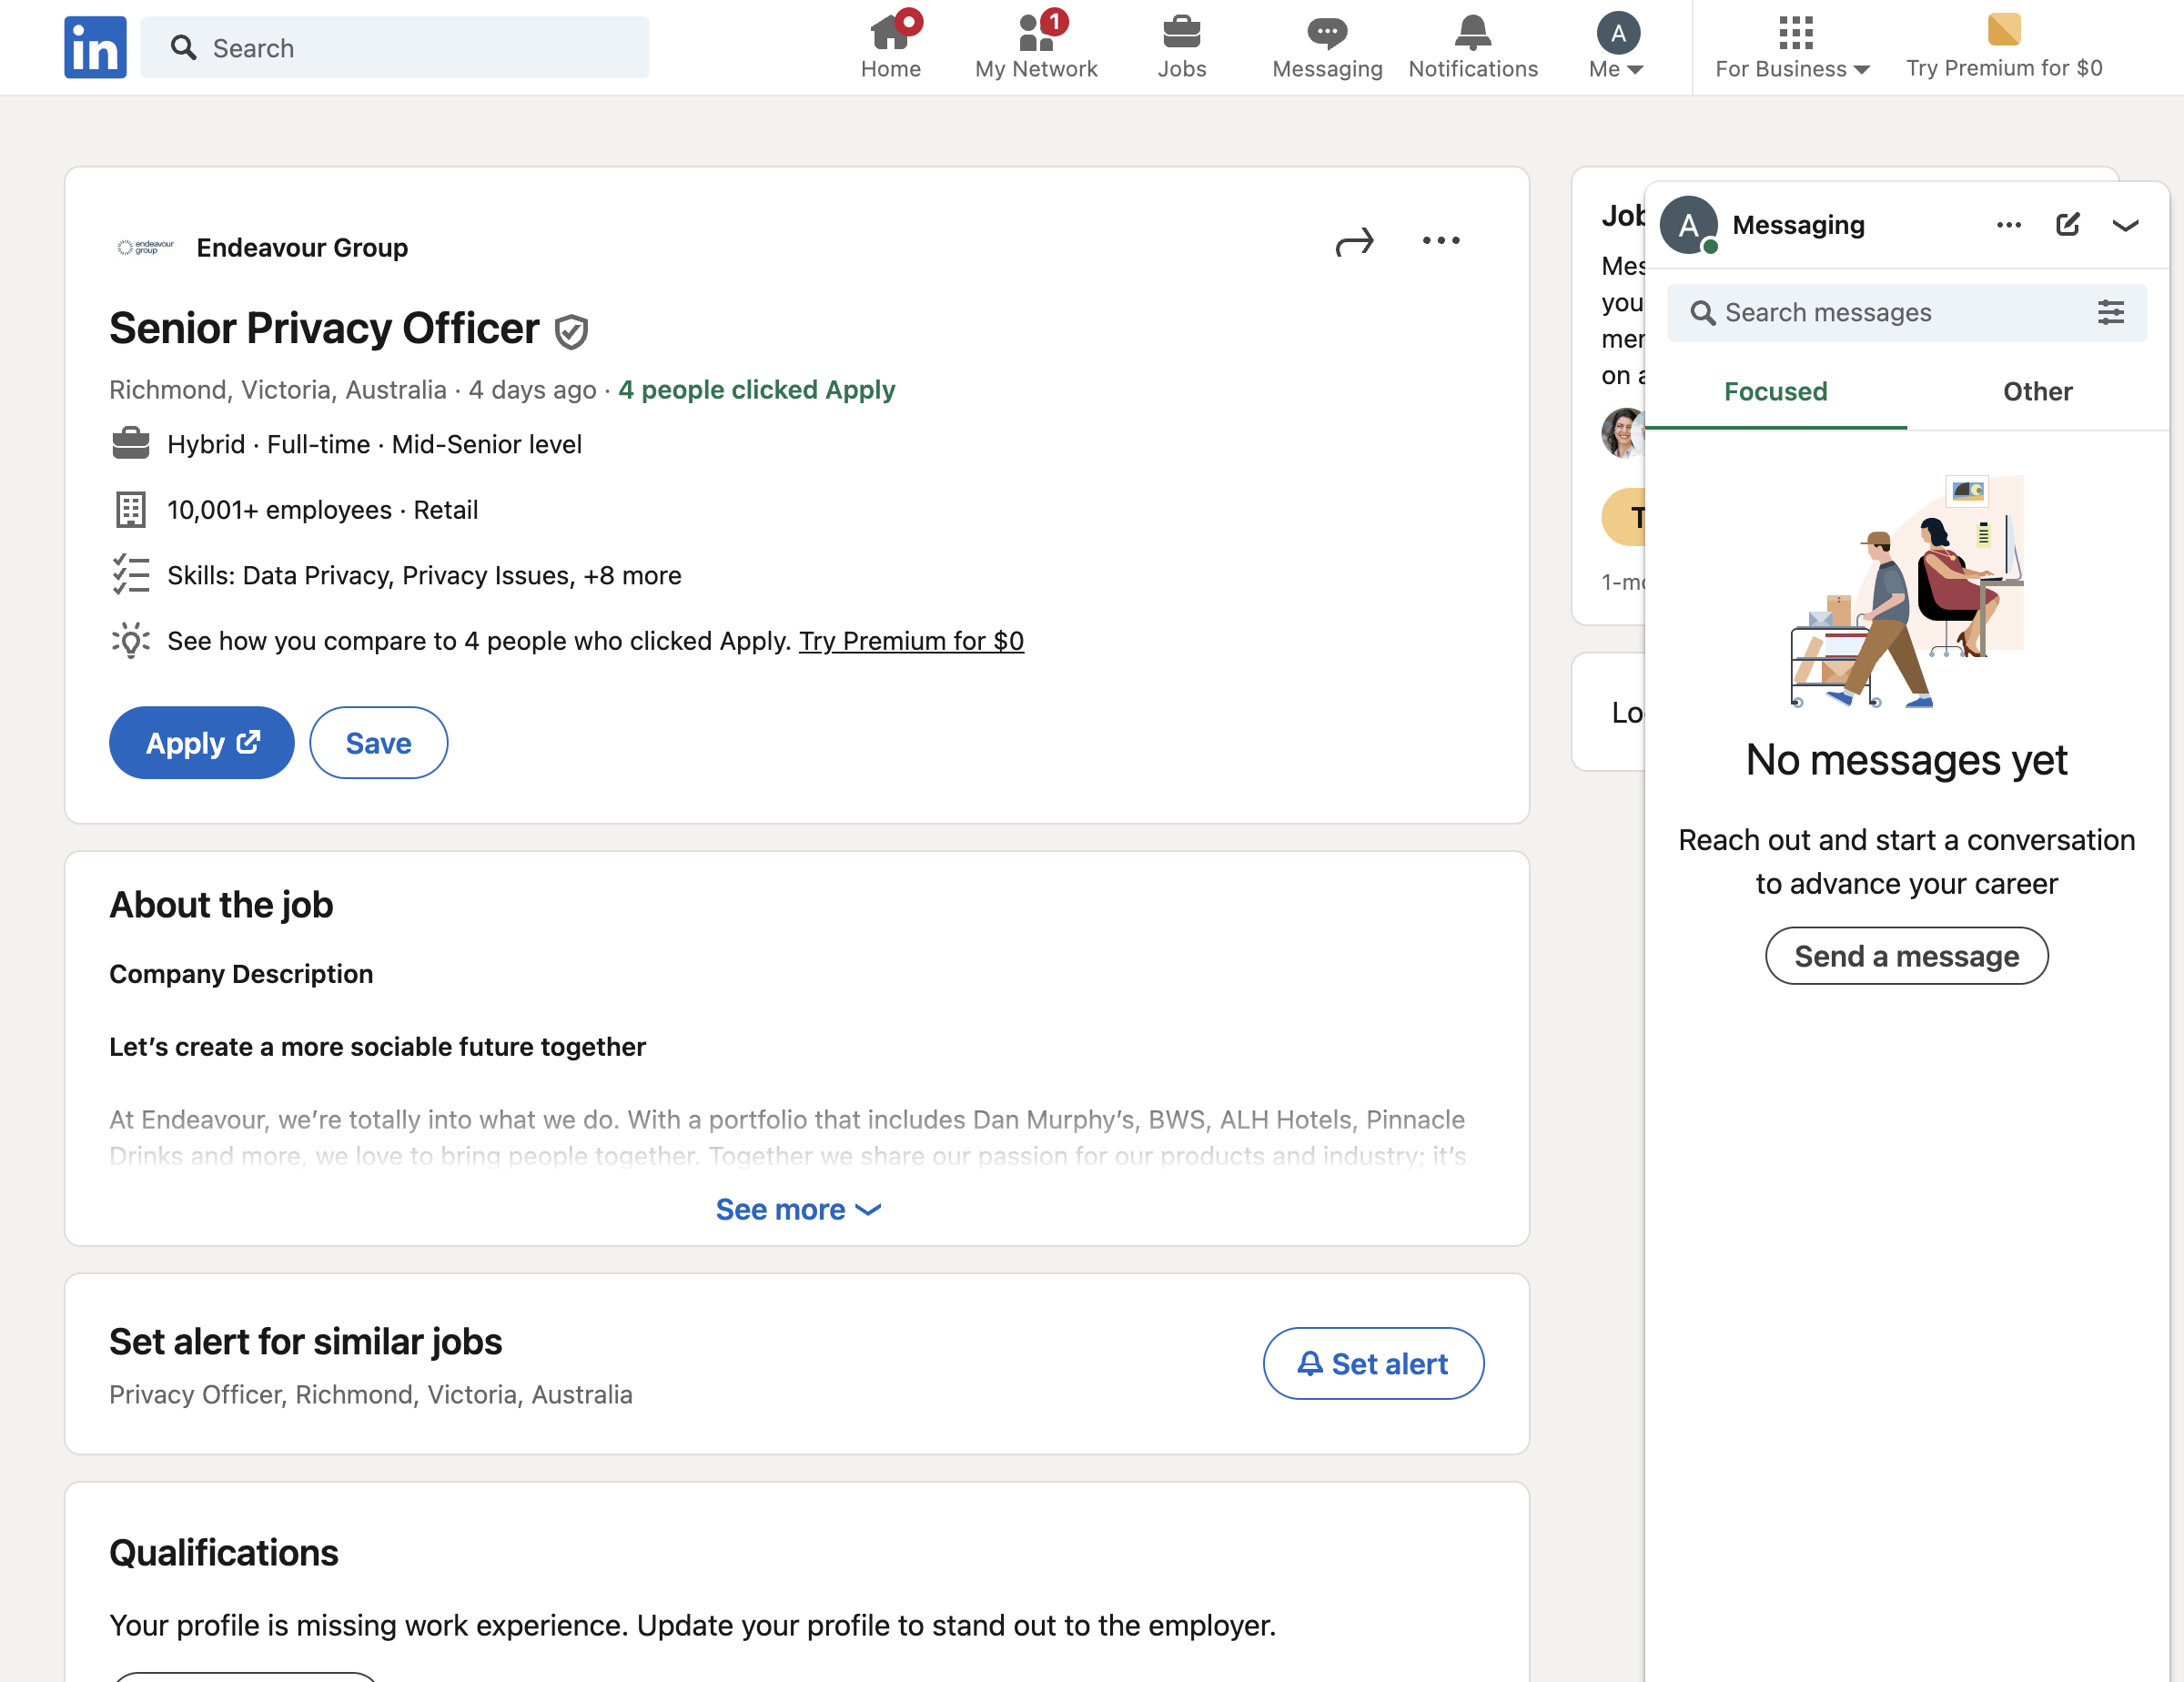 in
Search
Home
1
My Network
Jobs
Messaging
Notifications
A
Me
For Business
Try Premium for $0
endeavour
group
Endeavour Group
Senior Privacy Officer
Richmond, Victoria, Australia · 4 days ago · 4 people clicked Apply
Hybrid · Full-time · Mid-Senior level
10,001+ employees · Retail
Skills: Data Privacy, Privacy Issues, +8 more
See how you compare to 4 people who clicked Apply. Try Premium for $0
Apply
Save
About the job
Company Description
Let’s create a more sociable future together
At Endeavour, we’re totally into what we do. With a portfolio that includes Dan Murphy’s, BWS, ALH Hotels, Pinnacle
Drinks and more, we love to bring people together. Together we share our passion for our products and industry; it’s
See more
Set alert for similar jobs
Privacy Officer, Richmond, Victoria, Australia
Set alert
Qualifications
Your profile is missing work experience. Update your profile to stand out to the employer.
Job
you
on
A
Messaging
Search messages
Focused
Other
No messages yet
Reach out and start a conversation
to advance your career
Send a message